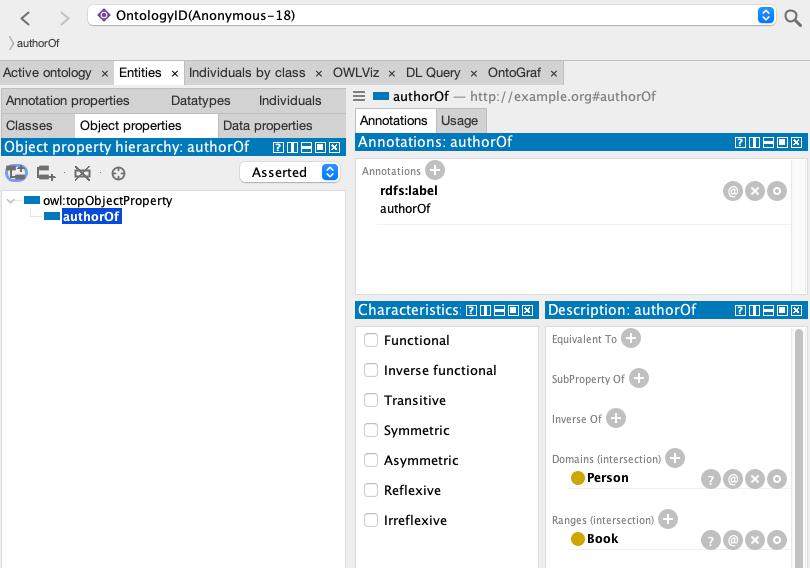 OntologyID(Anonymous-18)
authorOf
Active ontology × Entities × Individuals by class × OWLViz × DL Query × OntoGraf ×
Annotation properties Datatypes Individuals
Classes Object properties Data properties
Object property hierarchy: authorOf
Asserted
owl:topObjectProperty
authorOf
authorOf — http://example.org#authorOf
Annotations Usage
Annotations: authorOf
Annotations
rdfs:label
authorOf
Characteristics:
Functional
Inverse functional
Transitive
Symmetric
Asymmetric
Reflexive
Irreflexive
Description: authorOf
Equivalent To
SubProperty Of
Inverse Of
Domains (intersection)
Person
Ranges (intersection)
Book